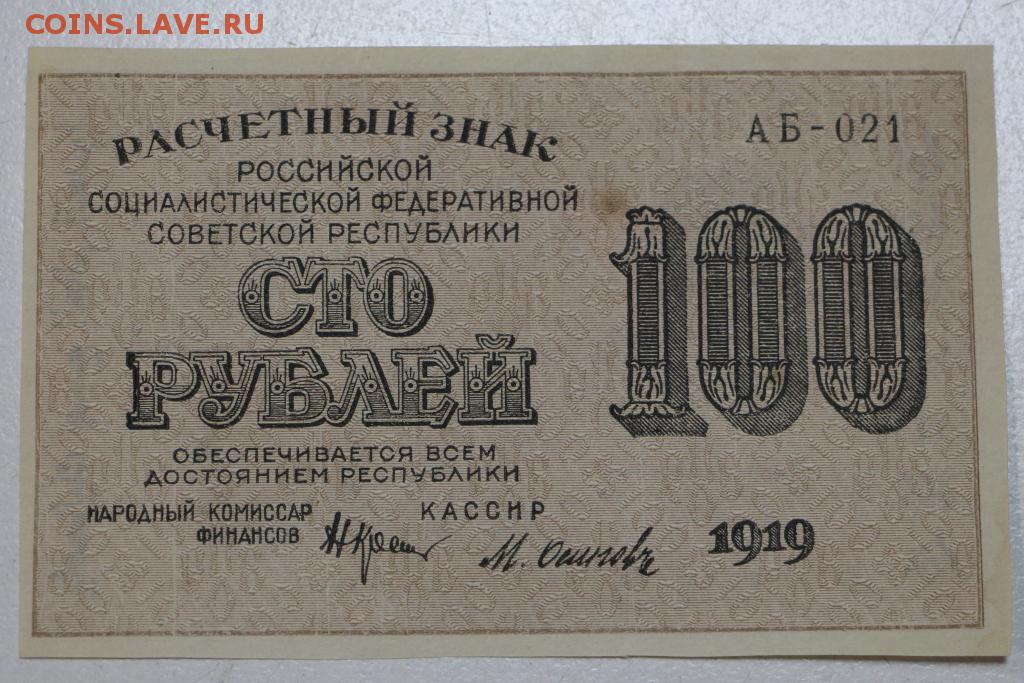 COINS.LAVE.RU
РАСЧЕТНЫЙ ЗНАК
АБ-021
РОССИЙСКОЙ
СОЦИАЛИСТИЧЕСКОЙ ФЕДЕРАТИВНОЙ
СОВЕТСКОЙ РЕСПУБЛИКИ
СТО
РУБЛЕЙ
100
ОБЕСПЕЧИВАЕТСЯ ВСЕМ
ДОСТОЯНИЕМ РЕСПУБЛИКИ
НАРОДНЫЙ КОМИССАР
ФИНАНСОВ
КАССИР
М. Осиповъ
1919